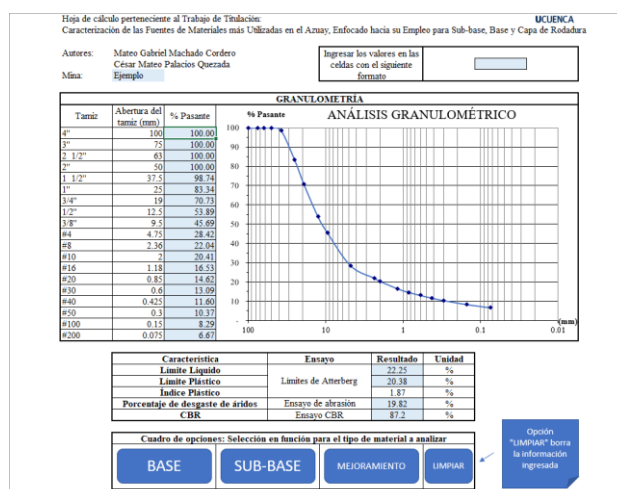 Hoja de cálculo perteneciente al Trabajo de Titulación:
UCUENCA
Caracterización de las Fuentes de Materiales más Utilizadas en el Azuay, Enfocado hacia su Empleo para Sub-base, Base y Capa de Rodadura
Autores: Mateo Gabriel Machado Cordero
César Mateo Palacios Quezada
Mina: Ejemplo
Ingresar los valores en las
celdas con el siguiente
formato
GRANULOMETRÍA
Tamiz Abertura del tamiz (mm) % Pasante
4" 100 100.00
3" 75 100.00
2 1/2" 63 100.00
2" 50 100.00
1 1/2" 37.5 98.74
1" 25 83.34
3/4" 19 70.73
1/2" 12.5 53.89
3/8" 9.5 45.69
#4 4.75 28.42
#8 2.36 22.04
#10 2 20.41
#16 1.18 16.53
#20 0.85 14.62
#30 0.6 13.09
#40 0.425 11.60
#50 0.3 10.37
#100 0.15 8.29
#200 0.075 6.67
% Pasante
ANÁLISIS GRANULOMÉTRICO
100
90
80
70
60
50
40
30
20
10
-
100 10 1 0.1 0.01
(mm)
Característica Ensayo Resultado Unidad
Límite Líquido Límites de Atterberg 22.25 %
Límite Plástico 20.38 %
Índice Plástico 1.87 %
Porcentaje de desgaste de áridos Ensayo de abrasión 19.82 %
CBR Ensayo CBR 87.2 %
Cuadro de opciones: Selección en función para el tipo de material a analizar
BASE SUB-BASE MEJORAMIENTO LIMPIAR
Opción
"LIMPIAR" borra
la información
ingresada